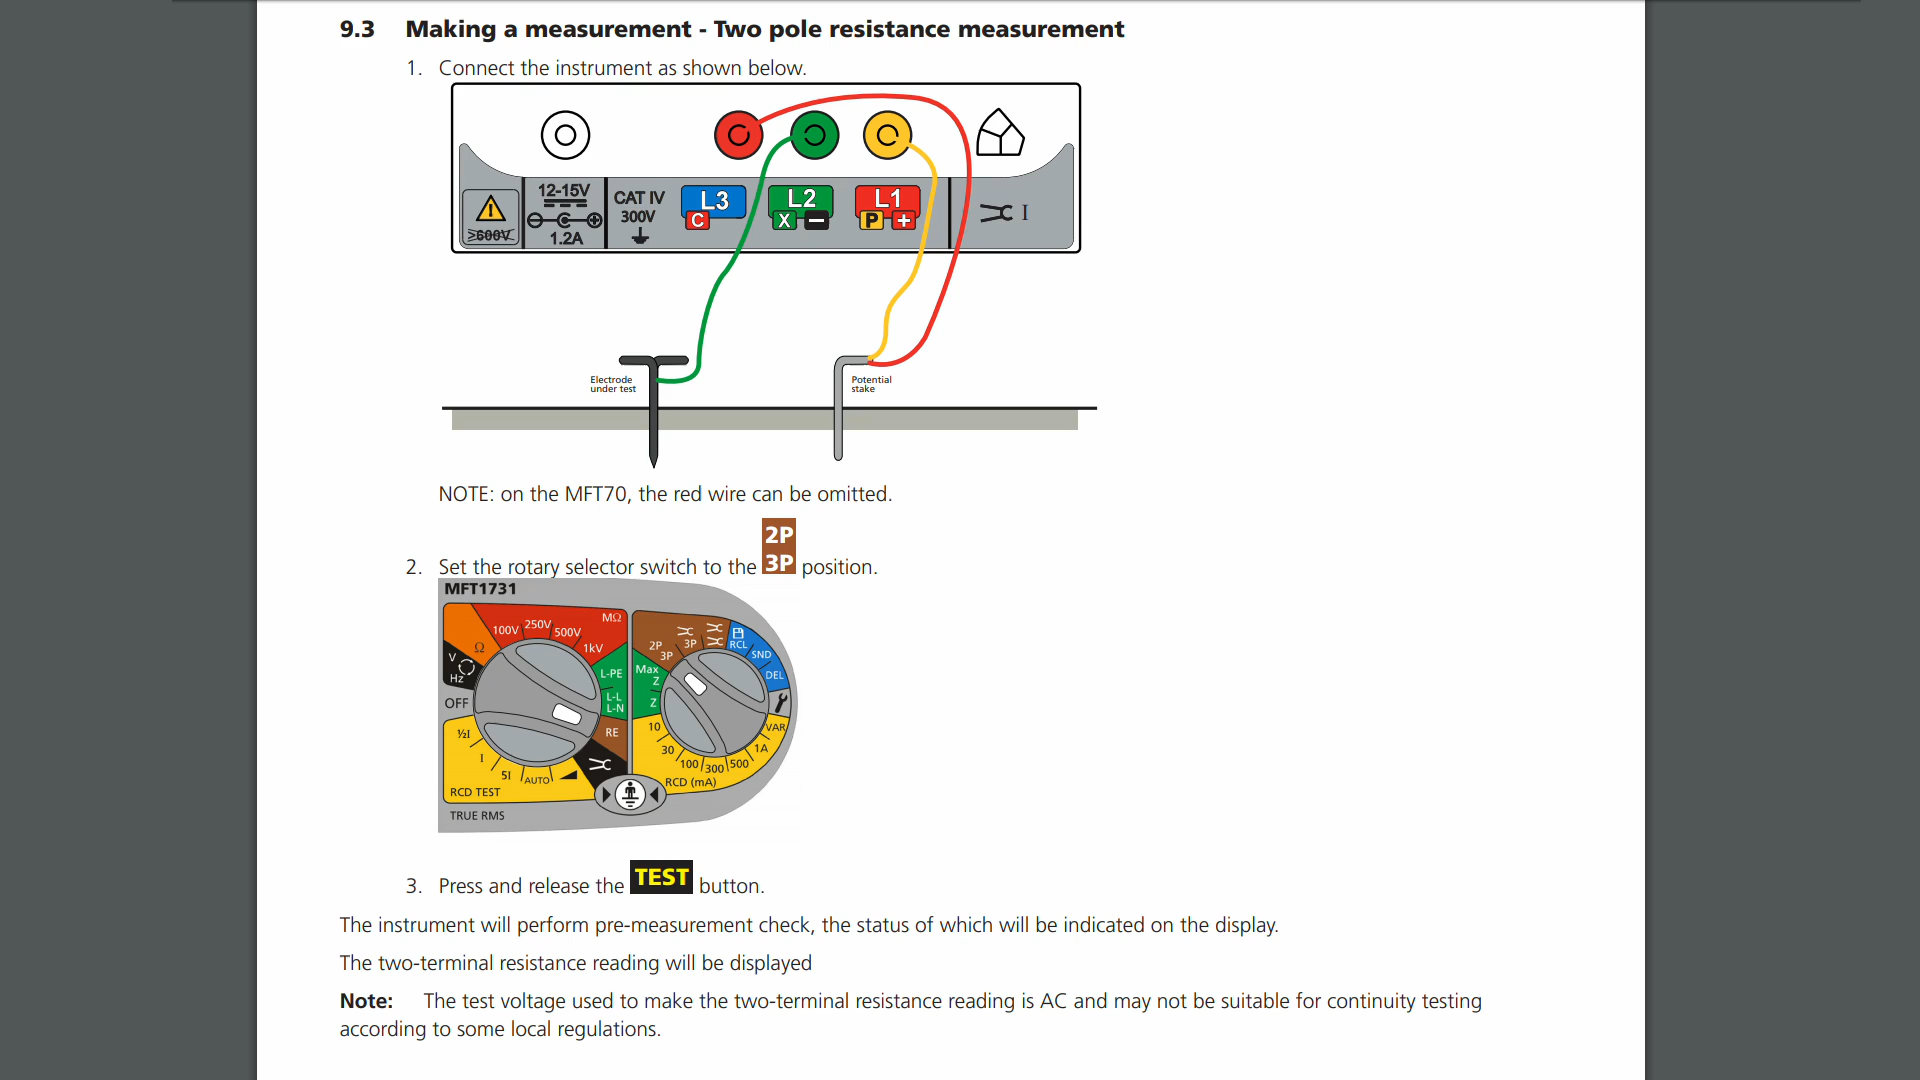 9.3 Making a measurement - Two pole resistance measurement
1. Connect the instrument as shown below.
12-15V
1.2A
>600V
CAT IV
300V
L3
C
L2
X
L1
P +
I
Electrode
under test
Potential
stake
NOTE: on the MFT70, the red wire can be omitted.
2P
3P
2. Set the rotary selector switch to the position.
MFT1731
100V 250V 500V 1kV MΩ
Ω
V
Hz
OFF
L-PE
L-L
L-N
RE
½I
I
5I
AUTO
RCD TEST
TRUE RMS
2P
3P
3P
RCL
SND
DEL
Max
Z
Z
10
30
100
300
500
1A
VAR
RCD (mA)
3. Press and release the TEST button.
The instrument will perform pre-measurement check, the status of which will be indicated on the display.
The two-terminal resistance reading will be displayed
Note: The test voltage used to make the two-terminal resistance reading is AC and may not be suitable for continuity testing
according to some local regulations.